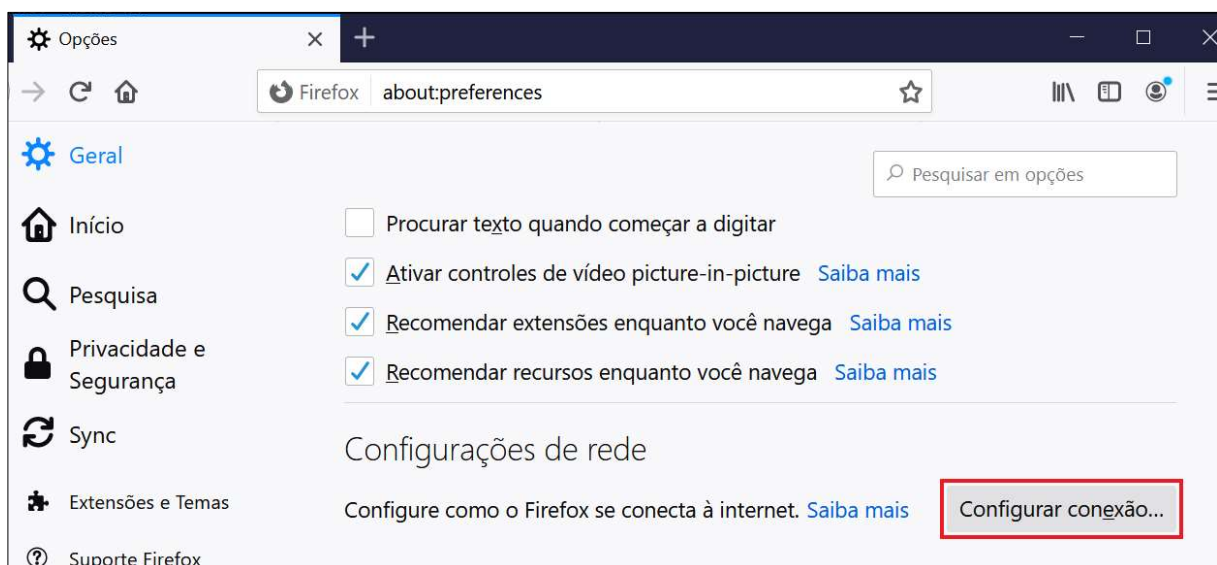 Opções
Firefox about:preferences
Geral
Pesquisar em opções
Início
Procurar texto quando começar a digitar
Ativar controles de vídeo picture-in-picture Saiba mais
Pesquisa
Recomendar extensões enquanto você navega Saiba mais
Privacidade e
Segurança
Recomendar recursos enquanto você navega Saiba mais
Sync
Configurações de rede
Extensões e Temas
Configure como o Firefox se conecta à internet. Saiba mais Configurar conexão...
Suporte Firefox